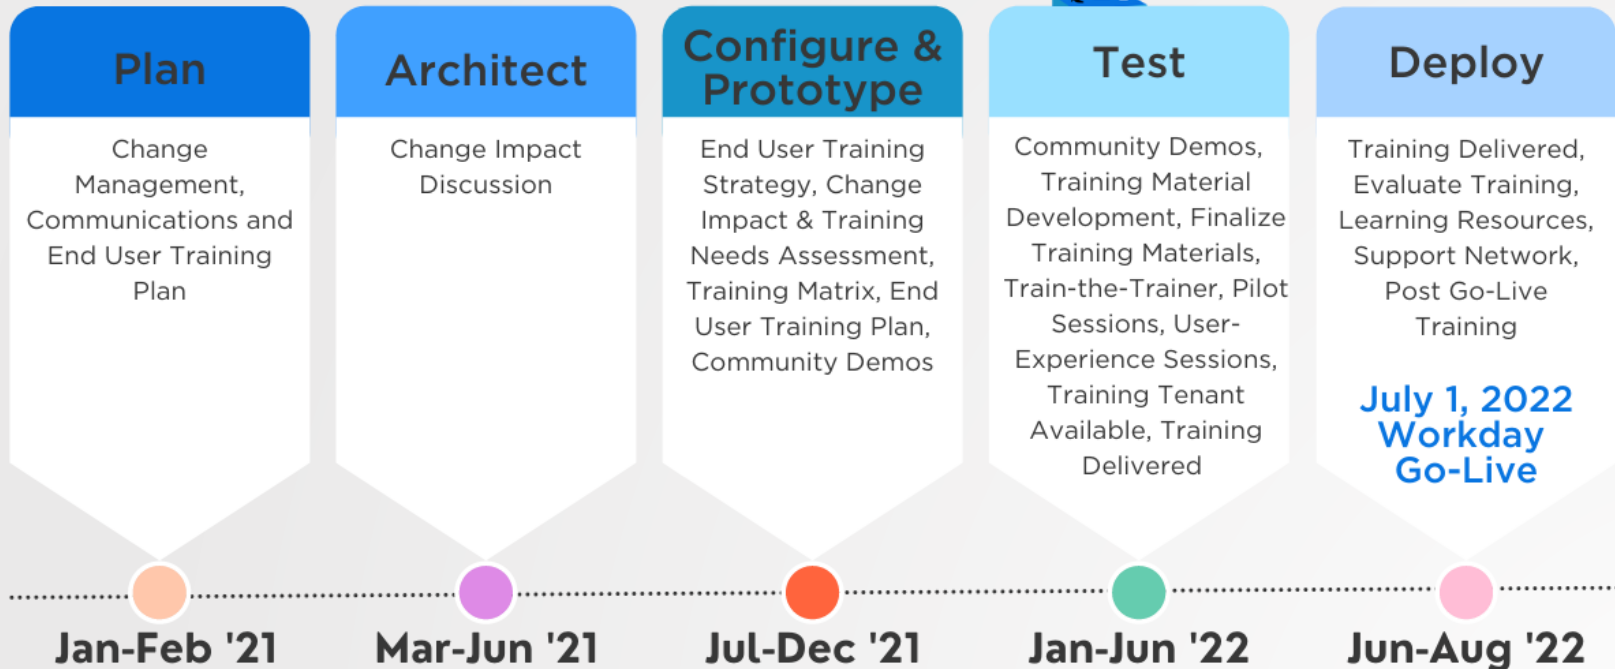 Plan
Change
Management,
Communications and
End User Training
Plan
Jan-Feb '21
Architect
Change Impact
Discussion
Mar-Jun '21
Configure &
Prototype
End User Training
Strategy, Change
Impact & Training
Needs Assessment,
Training Matrix, End
User Training Plan,
Community Demos
Jul-Dec '21
Test
Community Demos,
Training Material
Development, Finalize
Training Materials,
Train-the-Trainer, Pilot
Sessions, User-
Experience Sessions,
Training Tenant
Available, Training
Delivered
Jan-Jun '22
Deploy
Training Delivered,
Evaluate Training,
Learning Resources,
Support Network,
Post Go-Live
Training
July 1, 2022
Workday
Go-Live
Jun-Aug '22